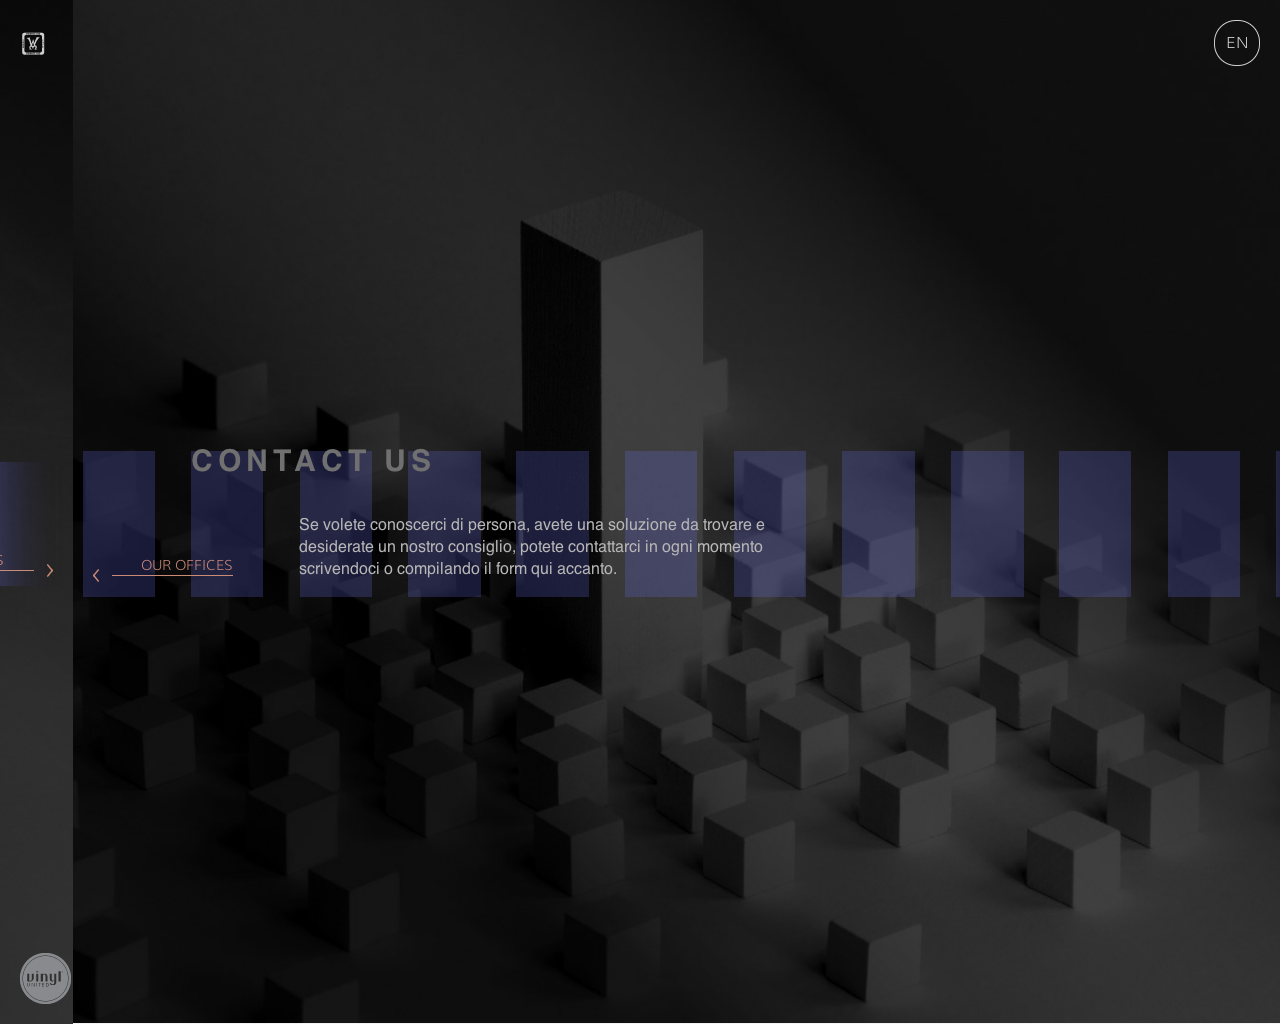 EN
CONTACT US
Se volete conoscerci di persona, avete una soluzione da trovare e
desiderate un nostro consiglio, potete contattarci in ogni momento
scrivendoci o compilando il form qui accanto.
S
OUR OFFICES
vinyl
UNITED